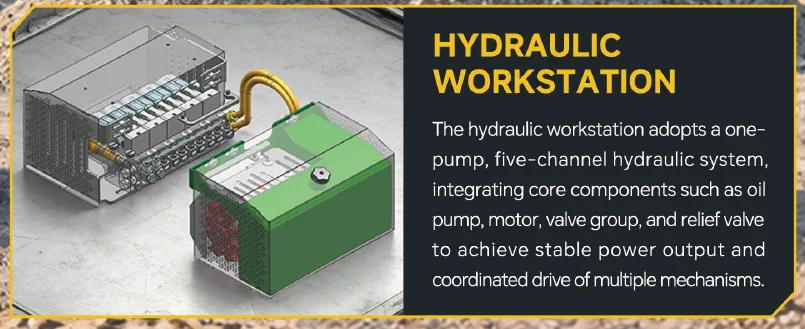 HYDRAULIC
WORKSTATION
The hydraulic workstation adopts a one-
pump, five-channel hydraulic system,
integrating core components such as oil
pump, motor, valve group, and relief valve
to achieve stable power output and
coordinated drive of multiple mechanisms.